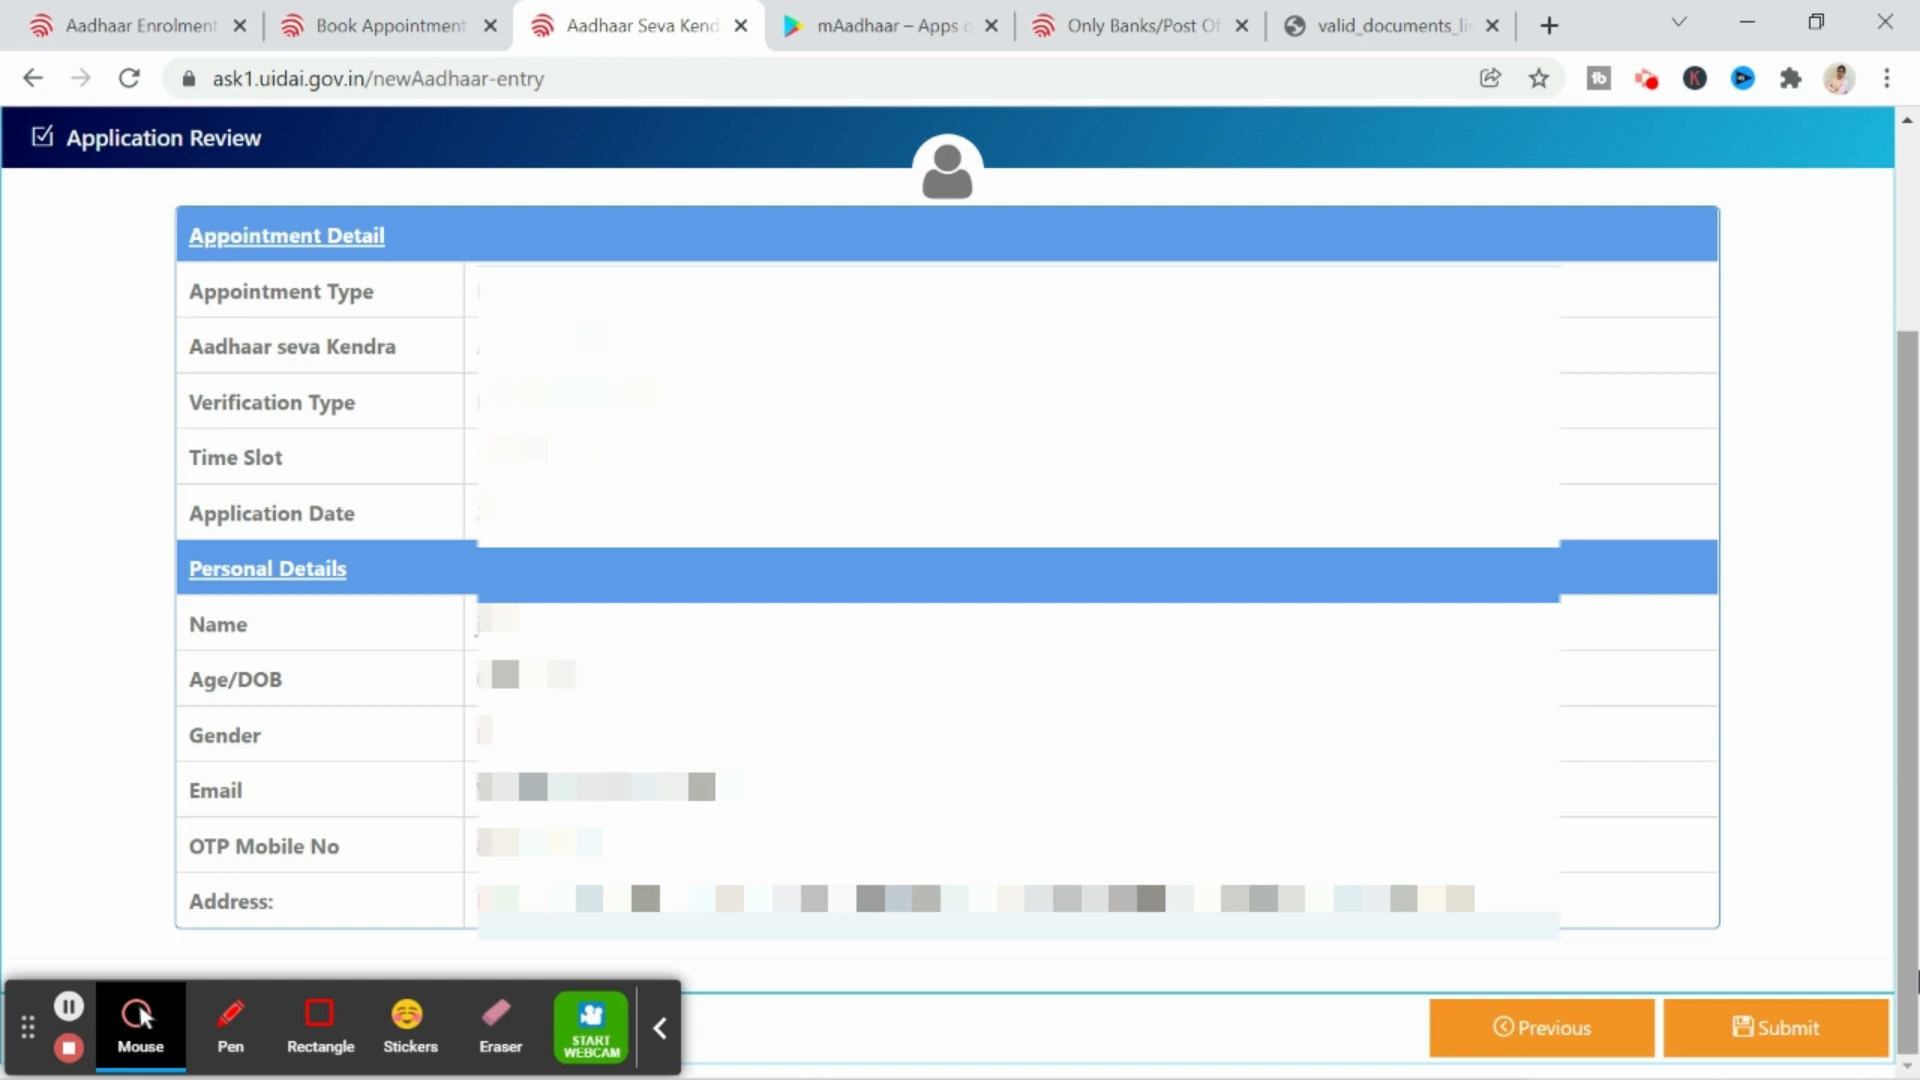 Aadhaar Enrolment
Book Appointment
Aadhaar Seva Kend
mAadhaar – Apps o
Only Banks/Post Of
valid_documents_lis
ask1.uidai.gov.in/newAadhaar-entry
Application Review
Appointment Detail
Appointment Type
Aadhaar seva Kendra
Verification Type
Time Slot
Application Date
Personal Details
Name
Age/DOB
Gender
Email
OTP Mobile No
Address:
Mouse
Pen
Rectangle
Stickers
Eraser
START
WEBCAM
Previous
Submit